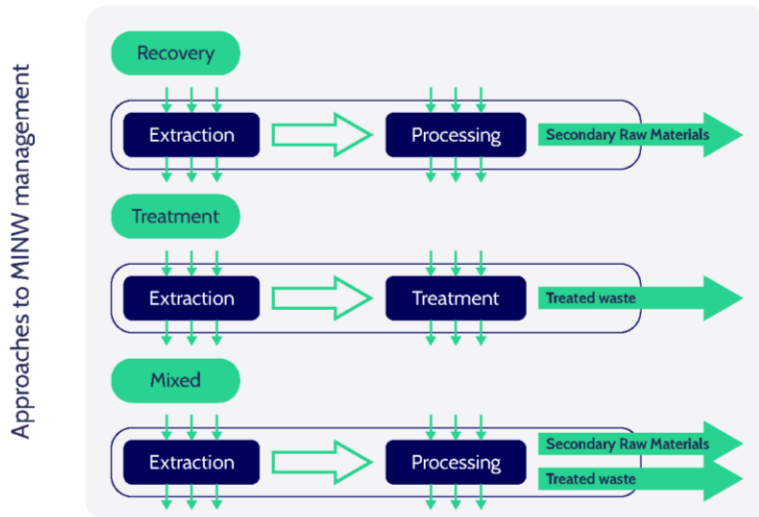 Approaches to MINW management
Recovery
Extraction
Processing
Secondary Raw Materials
Treatment
Extraction
Treatment
Treated waste
Mixed
Extraction
Processing
Secondary Raw Materials
Treated waste